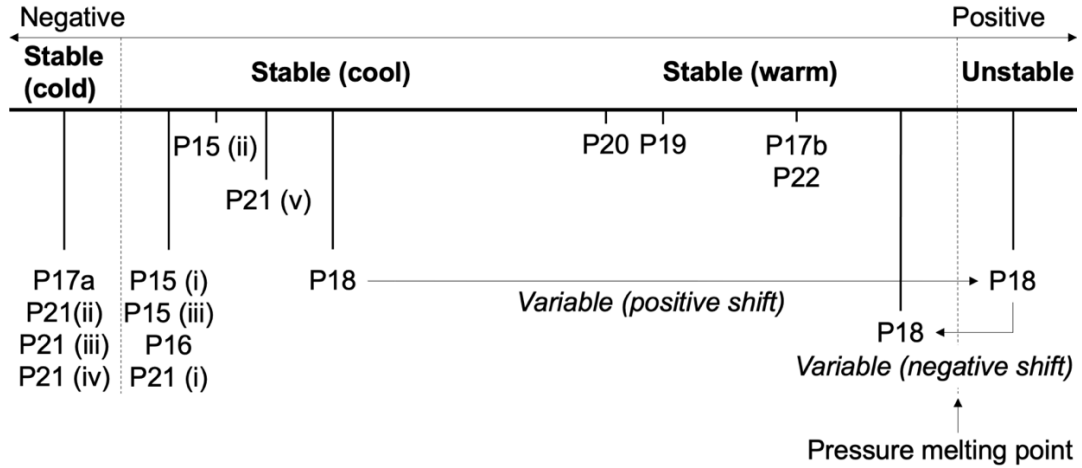 Negative
Positive
Stable
(cold)
Stable (cool)
Stable (warm)
Unstable
P15 (ii)
P20
P19
P17b
P22
P21 (v)
P17a
P21(ii)
P21 (iii)
P21 (iv)
P15 (i)
P15 (iii)
P16
P21 (i)
P18
Variable (positive shift)
P18
P18
Variable (negative shift)
Pressure melting point